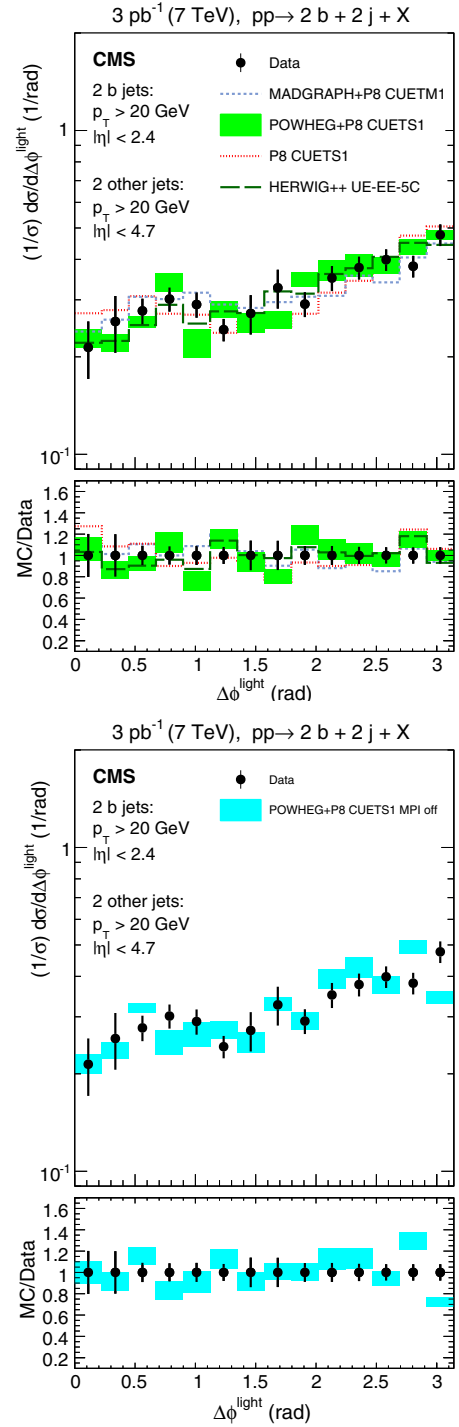 3 pb⁻¹ (7 TeV), pp→ 2 b + 2 j + X
CMS
2 b jets:
p_T > 20 GeV
|η| < 2.4
2 other jets:
p_T > 20 GeV
|η| < 4.7
Data
MADGRAPH+P8 CUETM1
POWHEG+P8 CUETS1
P8 CUETS1
HERWIG++ UE-EE-5C
(1/σ) dσ/dΔϕ^light (1/rad)
1
10⁻¹
MC/Data
1.6
1.4
1.2
1
0.8
0.6
0.4
0.2
0 0.5 1 1.5 2 2.5 3
Δϕ^light (rad)
3 pb⁻¹ (7 TeV), pp→ 2 b + 2 j + X
CMS
2 b jets:
p_T > 20 GeV
|η| < 2.4
2 other jets:
p_T > 20 GeV
|η| < 4.7
Data
POWHEG+P8 CUETS1 MPI off
(1/σ) dσ/dΔϕ^light (1/rad)
1
10⁻¹
MC/Data
1.6
1.4
1.2
1
0.8
0.6
0.4
0.2
0 0.5 1 1.5 2 2.5 3
Δϕ^light (rad)